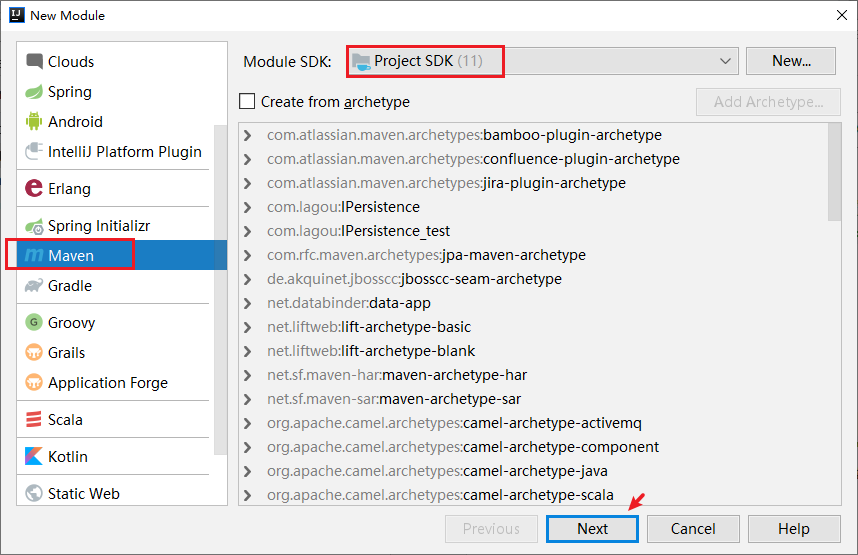 New Module
Clouds
Spring
Android
IntelliJ Platform Plugin
Erlang
Spring Initializr
Maven
Gradle
Groovy
Grails
Application Forge
Scala
Kotlin
Static Web
Module SDK: Project SDK (11) New...
Create from archetype Add Archetype...
com.atlassian.maven.archetypes:bamboo-plugin-archetype
com.atlassian.maven.archetypes:confluence-plugin-archetype
com.atlassian.maven.archetypes:jira-plugin-archetype
com.lagou:IPersistence
com.lagou:IPersistence_test
com.rfc.maven.archetypes:jpa-maven-archetype
de.akquinet.jbosscc:jbosscc-seam-archetype
net.databinder:data-app
net.liftweb:lift-archetype-basic
net.liftweb:lift-archetype-blank
net.sf.maven-har:maven-archetype-har
net.sf.maven-sar:maven-archetype-sar
org.apache.camel.archetypes:camel-archetype-activemq
org.apache.camel.archetypes:camel-archetype-component
org.apache.camel.archetypes:camel-archetype-java
org.apache.camel.archetypes:camel-archetype-scala
Previous Next Cancel Help